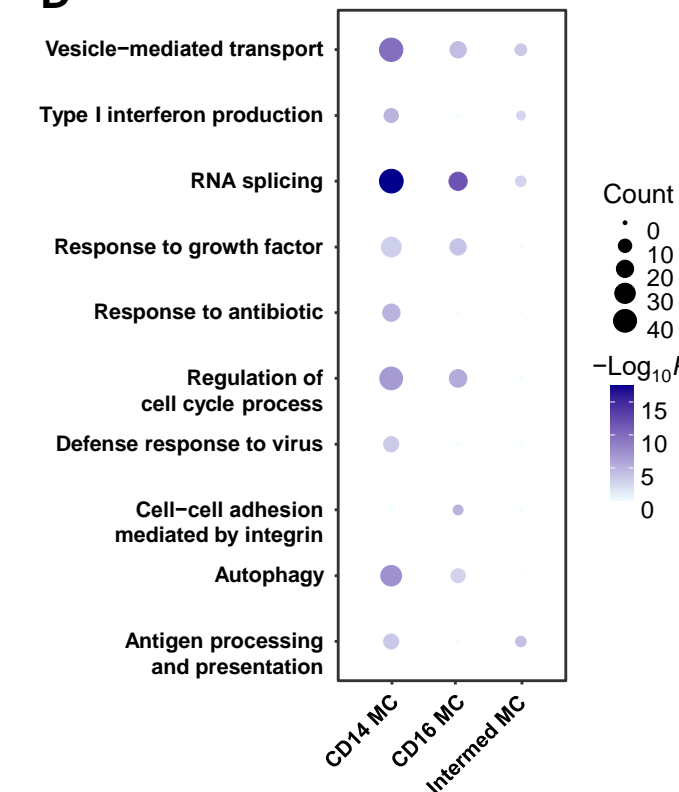 D
Vesicle−mediated transport
Type I interferon production
RNA splicing
Response to growth factor
Response to antibiotic
Regulation of
cell cycle process
Defense response to virus
Cell−cell adhesion
mediated by integrin
Autophagy
Antigen processing
and presentation
CD14 MC
CD16 MC
Intermed MC
Count
0
10
20
30
40
−Log10P
15
10
5
0